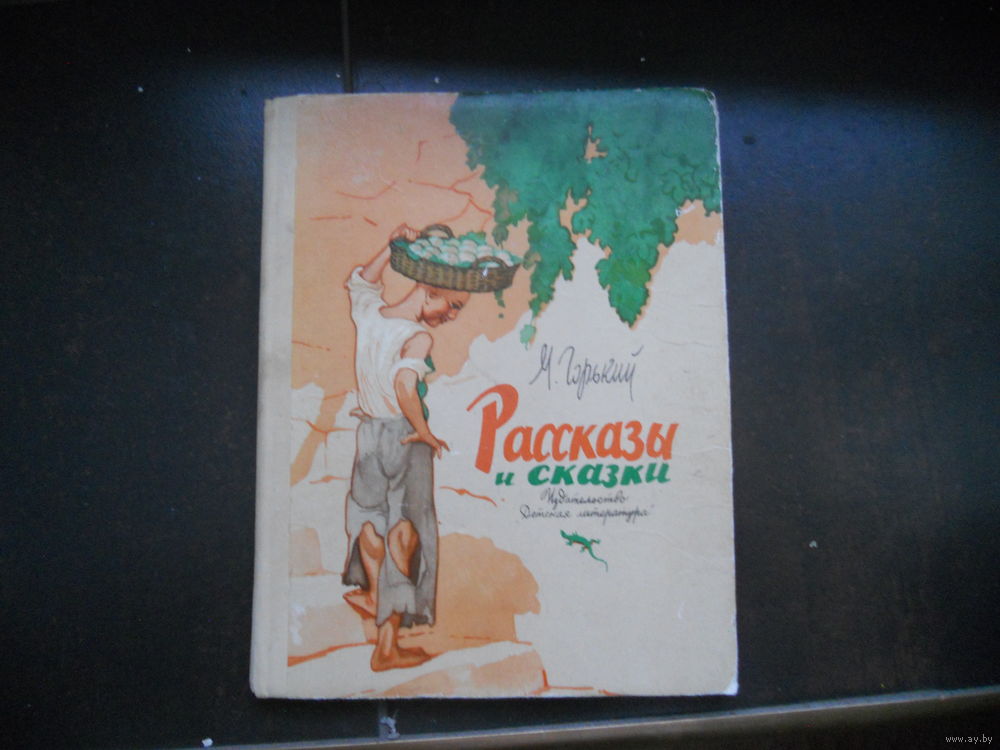 М. Горький
Рассказы
и сказки
Издательство
"Детская литература"
www.ay.by